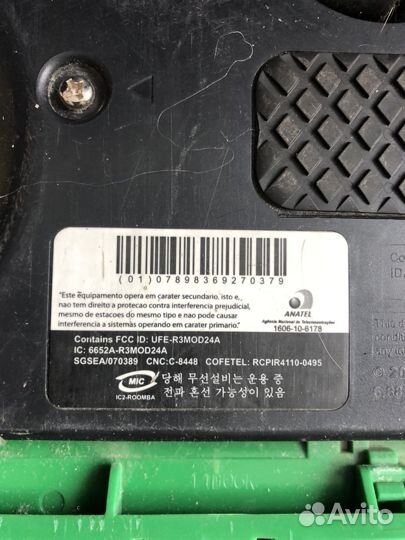 (01)07898369270379
"Este equipamento opera em carater secundario, isto e,
nao tem direito a protecao contra interferencia prejudicial,
mesmo de estacoes do mesmo tipo e nao pode causar
interferencia a sistemas operando em carater primario."
ANATEL
Agência Nacional de Telecomunicações
1606-10-6178
Contains FCC ID: UFE-R3MOD24A
IC: 6652A-R3MOD24A
SGSEA/070389 CNC:C-8448 COFETEL: RCPIR4110-0495
MIC
IC2-ROOMBA
당해 무선설비는 운용 중
전파 혼선 가능성이 있음
Avito